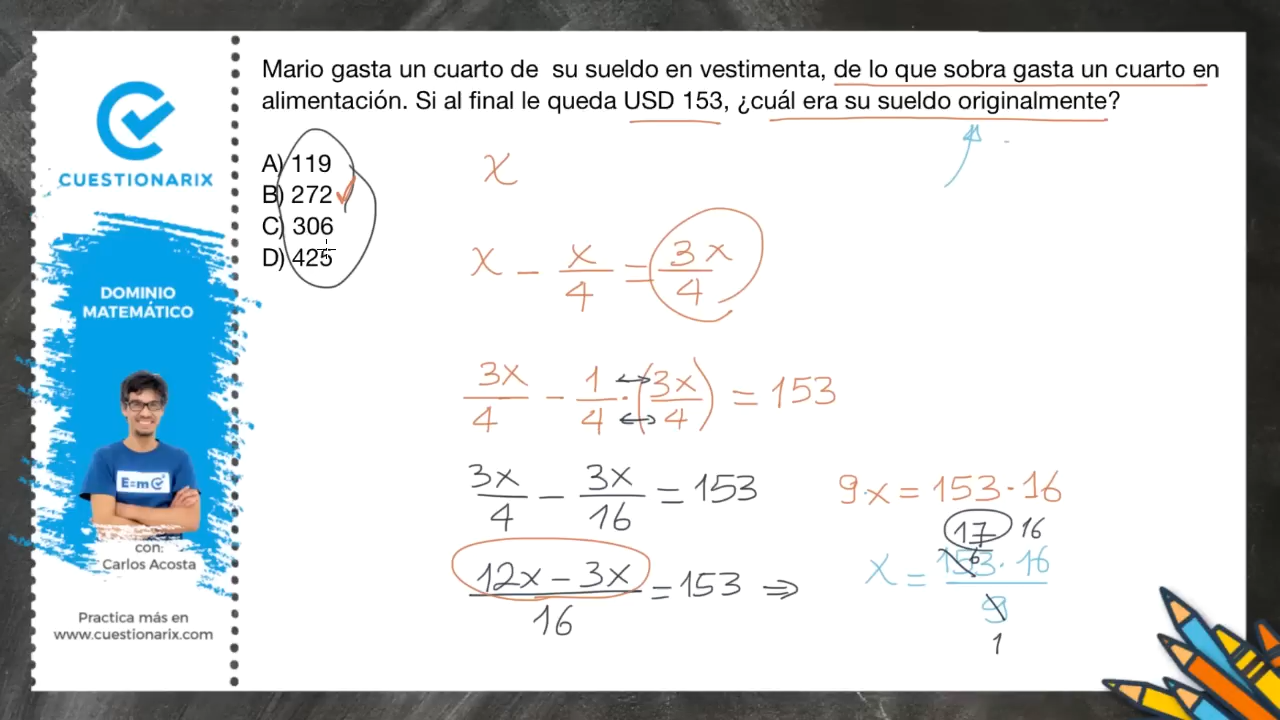 Mario gasta un cuarto de su sueldo en vestimenta, de lo que sobra gasta un cuarto en
alimentación. Si al final le queda USD 153, ¿cuál era su sueldo originalmente?
A) 119
B) 272 ✓
C) 306
D) 425
CUESTIONARIX
DOMINIO
MATEMÁTICO
E=m
con:
Carlos Acosta
Practica más en
www.cuestionarix.com
x
x - x/4 = 3x/4
3x/4 - 1/4 · (3x/4) = 153
3x/4 - 3x/16 = 153
(12x - 3x)/16 = 153 ⇒
9·x = 153 · 16
17 16
6
x = 153 · 16 / 9
1